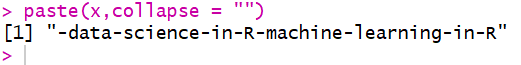 > paste(x,collapse = "")
[1] "-data-science-in-R-machine-learning-in-R"
>